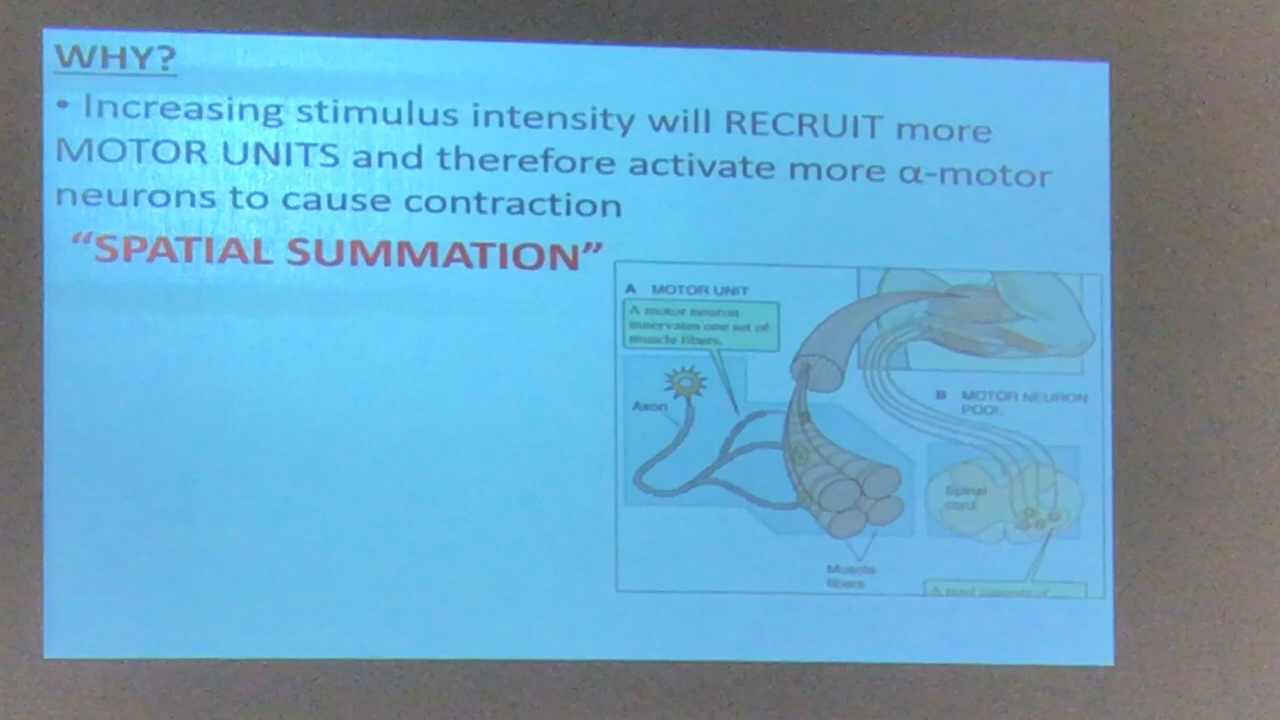 WHY?
• Increasing stimulus intensity will RECRUIT more
MOTOR UNITS and therefore activate more α-motor
neurons to cause contraction
“SPATIAL SUMMATION”
A MOTOR UNIT
A motor neuron
innervates one set of
muscle fibers.
Axon
B MOTOR NEURON
POOL
Spinal
cord
Muscle
fibers
A pool consists of